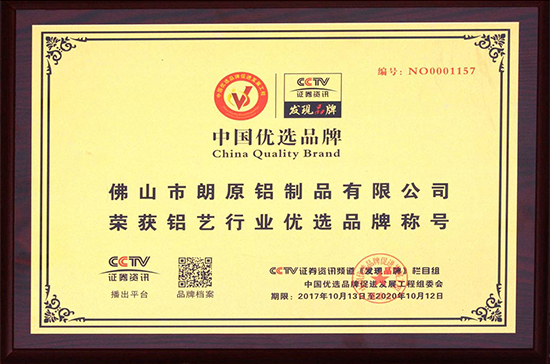 编号：NO0001157
CCTV
证券资讯
发现品牌
中国优选品牌
China Quality Brand
佛山市朗原铝制品有限公司
荣获铝艺行业优选品牌称号
CCTV
证券资讯
播出平台
品牌档案
CCTV证券资讯频道《发现品牌》栏目组
中国优选品牌促进发展工程组委会
期限：2017年10月13日至2020年10月12日